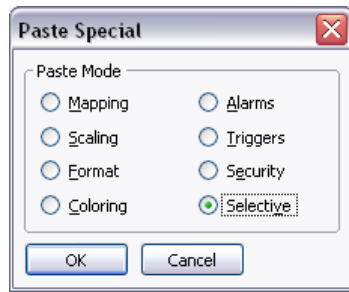 Paste Special
Paste Mode
Mapping
Alarms
Scaling
Triggers
Format
Security
Coloring
Selective
OK
Cancel